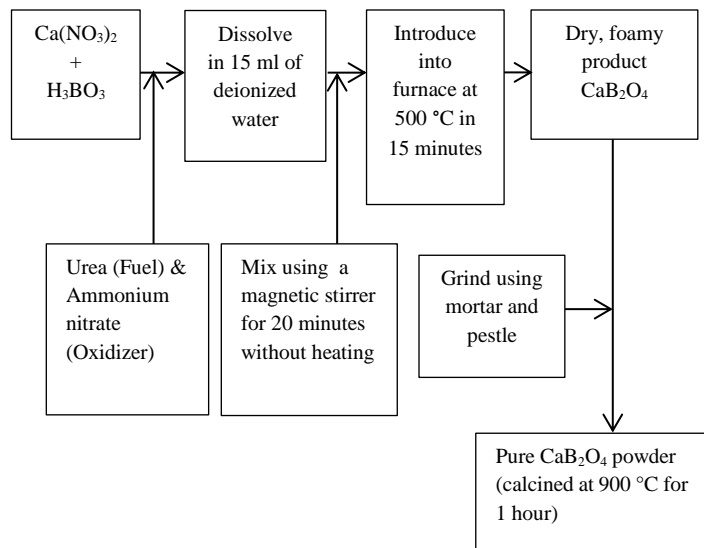 Ca(NO₃)₂
+
H₃BO₃
Dissolve
in 15 ml of
deionized
water
Introduce
into
furnace at
500 °C in
15 minutes
Dry, foamy
product
CaB₂O₄
Urea (Fuel) &
Ammonium
nitrate
(Oxidizer)
Mix using a
magnetic stirrer
for 20 minutes
without heating
Grind using
mortar and
pestle
Pure CaB₂O₄ powder
(calcined at 900 °C for
1 hour)